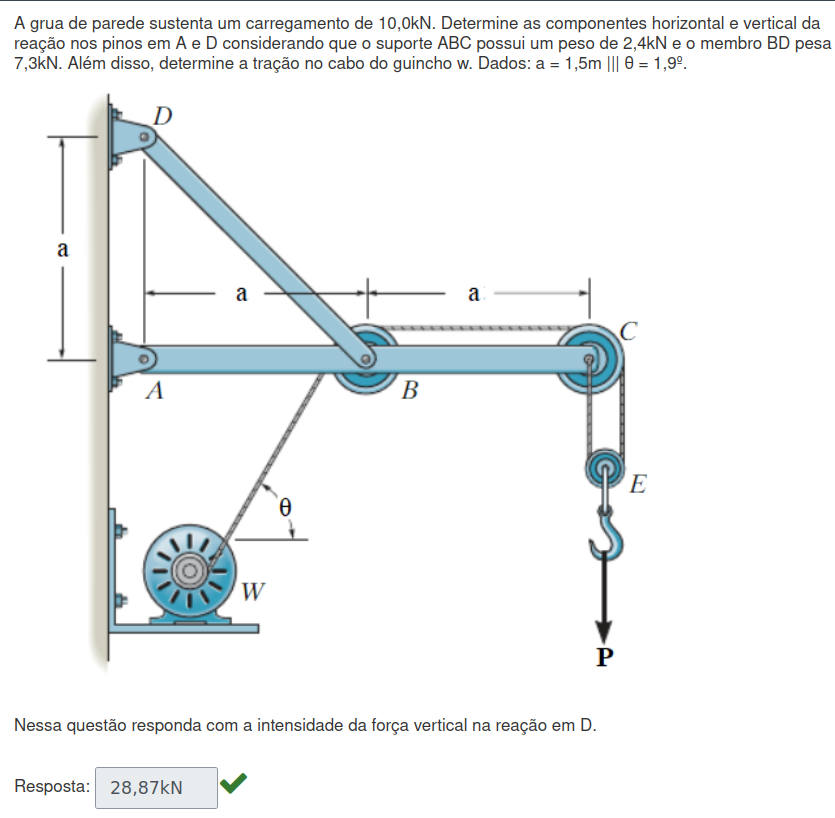 A grua de parede sustenta um carregamento de 10,0kN. Determine as componentes horizontal e vertical da
reação nos pinos em A e D considerando que o suporte ABC possui um peso de 2,4kN e o membro BD pesa
7,3kN. Além disso, determine a tração no cabo do guincho w. Dados: a = 1,5m ||| θ = 1,9º.
D
a
a
a
C
A
B
E
θ
W
P
Nessa questão responda com a intensidade da força vertical na reação em D.
Resposta: 28,87kN